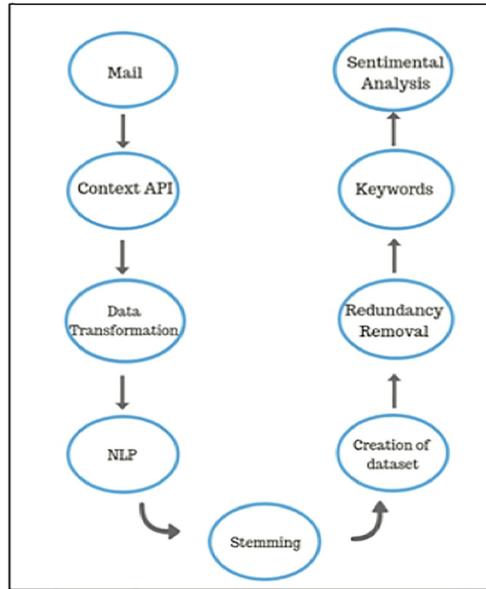 Mail
Context API
Data
Transformation
NLP
Stemming
Creation of
dataset
Redundancy
Removal
Keywords
Sentimental
Analysis